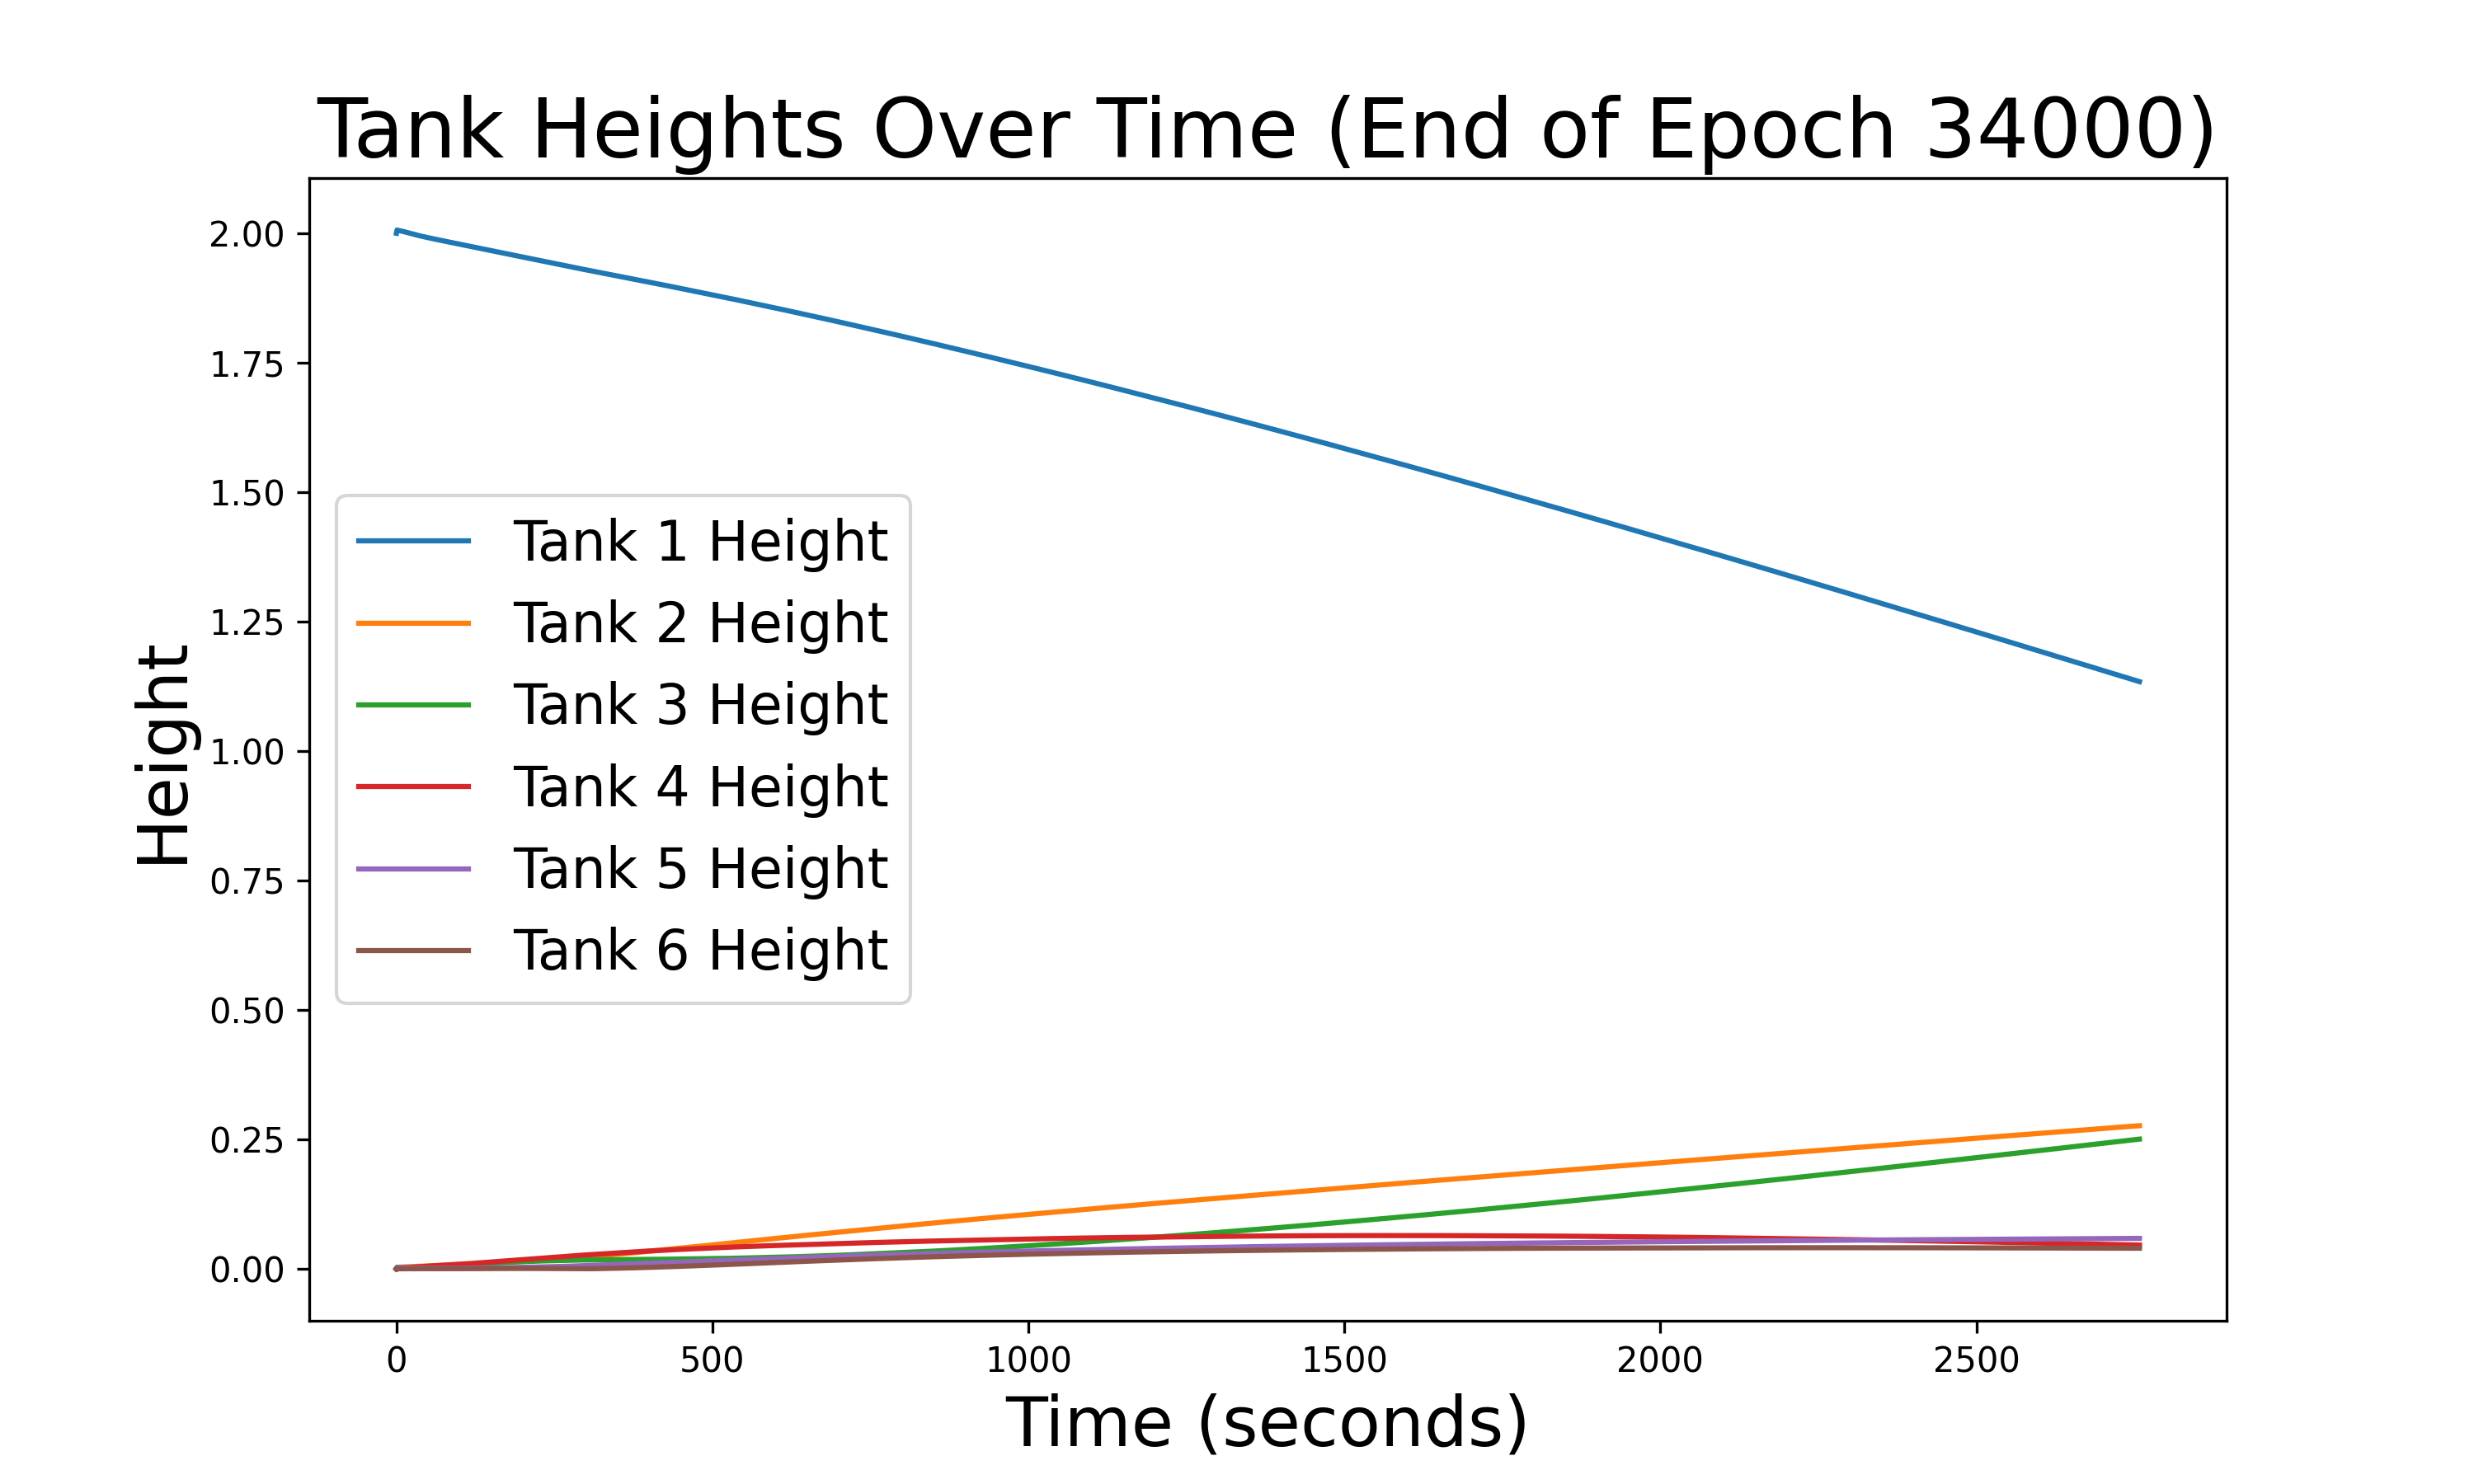 Tank Heights Over Time (End of Epoch 34000)
Height
2.00
1.75
1.50
1.25
1.00
0.75
0.50
0.25
0.00
Tank 1 Height
Tank 2 Height
Tank 3 Height
Tank 4 Height
Tank 5 Height
Tank 6 Height
0 500 1000 1500 2000 2500
Time (seconds)